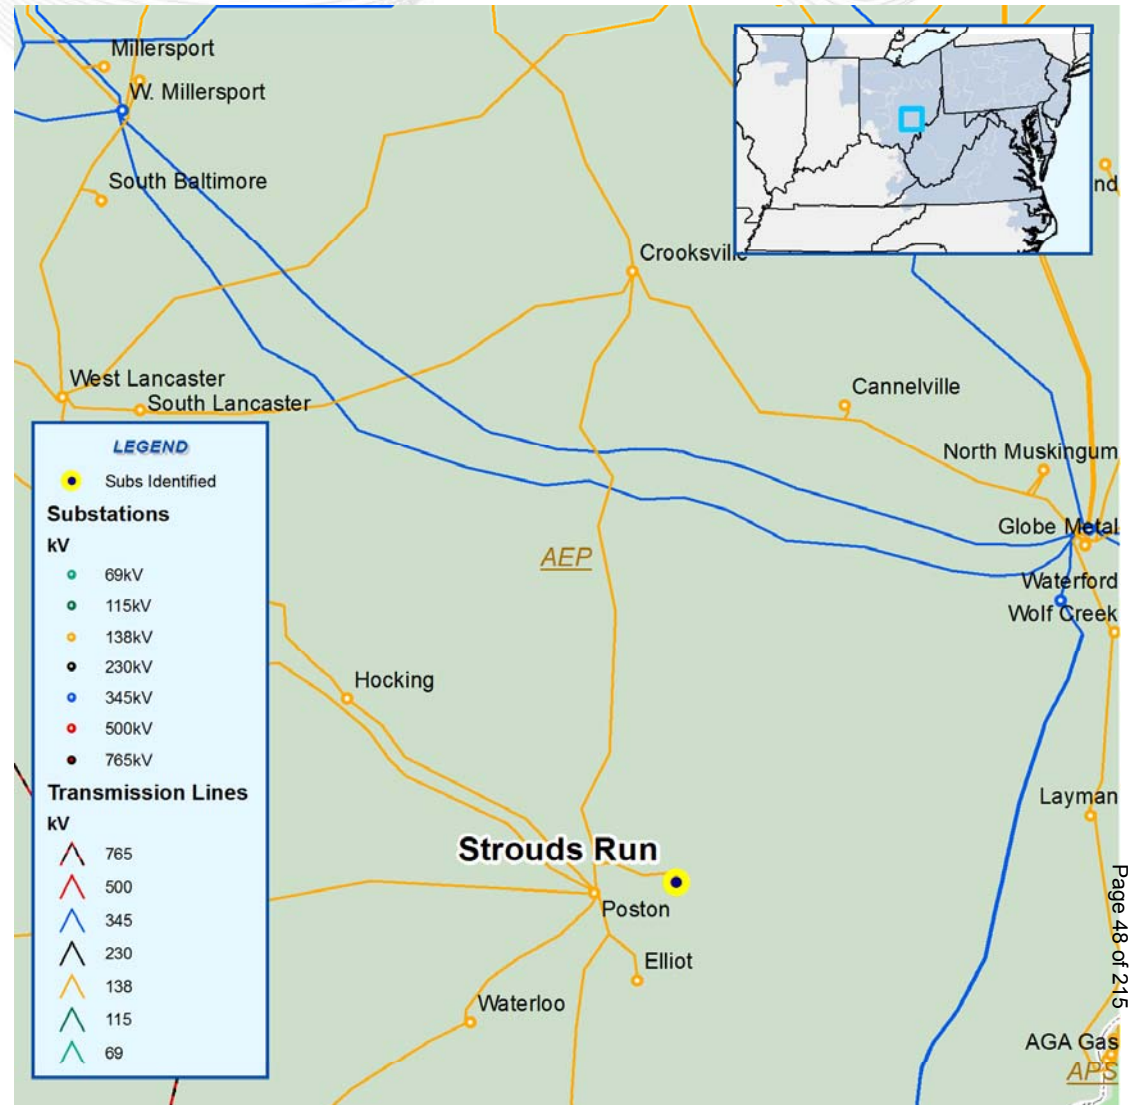 Millersport
W. Millersport
South Baltimore
nd
Crooksville
West Lancaster
South Lancaster
Cannelville
North Muskingum
Globe Metal
AEP
Waterford
Wolf Creek
Hocking
Layman
Strouds Run
Poston
Elliot
Waterloo
AGA Gas
APS
LEGEND
Subs Identified
Substations
kV
69kV
115kV
138kV
230kV
345kV
500kV
765kV
Transmission Lines
kV
765
500
345
230
138
115
69
Page 48 of 215